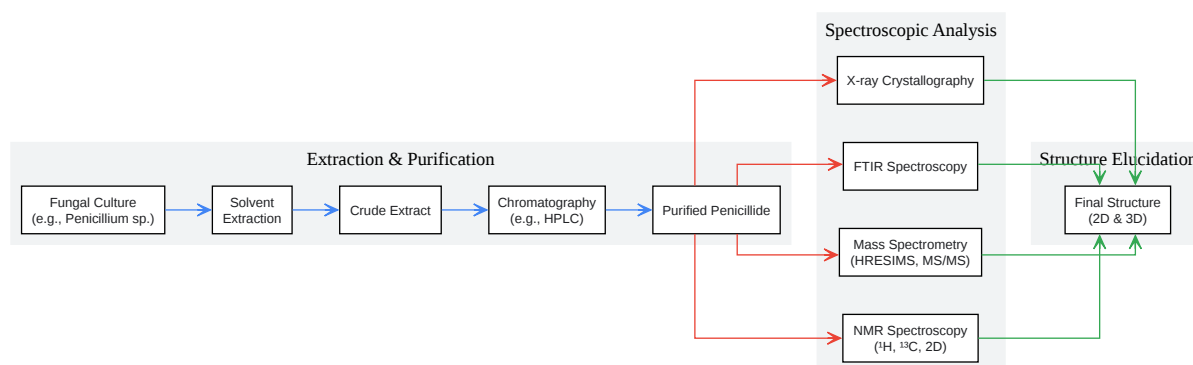 Spectroscopic Analysis
X-ray Crystallography
Extraction & Purification
FTIR Spectroscopy
Structure Elucidation
Fungal Culture
(e.g., Penicillium sp.)
Solvent
Extraction
Crude Extract
Chromatography
(e.g., HPLC)
Purified Penicillide
Final Structure
(2D & 3D)
Mass Spectrometry
(HRESIMS, MS/MS)
NMR Spectroscopy
(¹H, ¹³C, 2D)